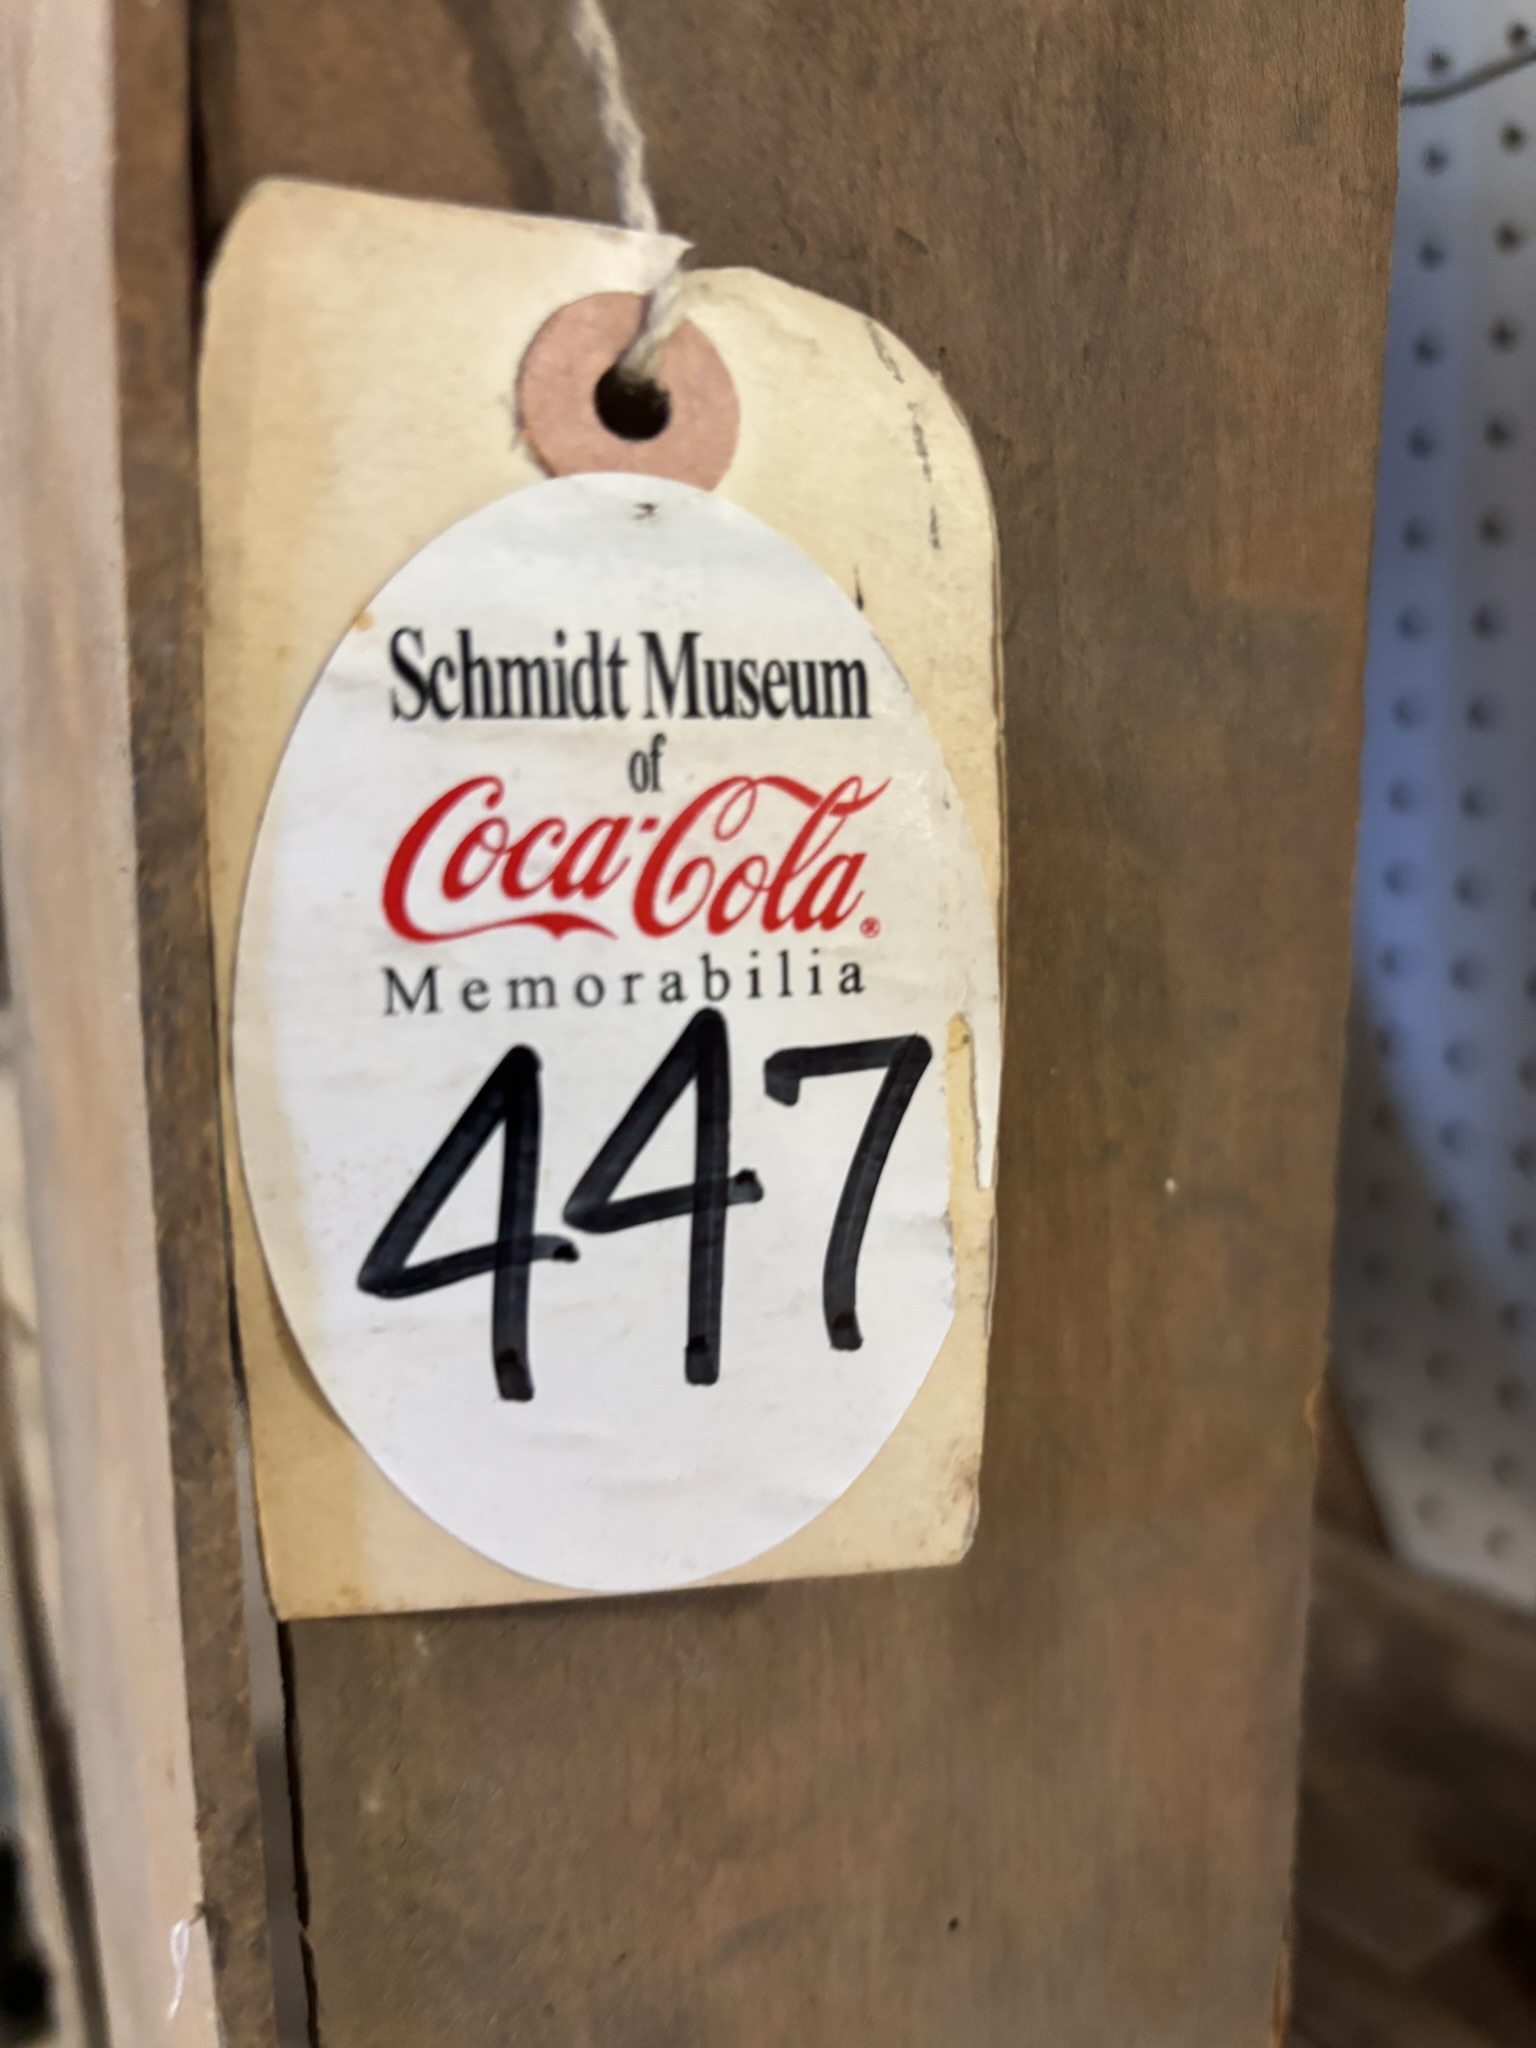 Schmidt Museum
of
Coca-Cola®
Memorabilia
447